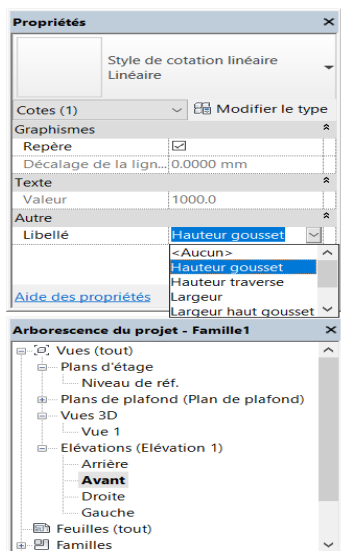 Propriétés
Style de cotation linéaire
Linéaire
Cotes (1)
Modifier le type
Graphismes
Repère
Décalage de la lign... 0.0000 mm
Texte
Valeur 1000.0
Autre
Libellé Hauteur gousset
<Aucun>
Hauteur gousset
Hauteur traverse
Largeur
Largeur haut gousset
Aide des propriétés
Arborescence du projet - Famille1
Vues (tout)
Plans d'étage
Niveau de réf.
Plans de plafond (Plan de plafond)
Vues 3D
Vue 1
Elévations (Elévation 1)
Arrière
Avant
Droite
Gauche
Feuilles (tout)
Familles